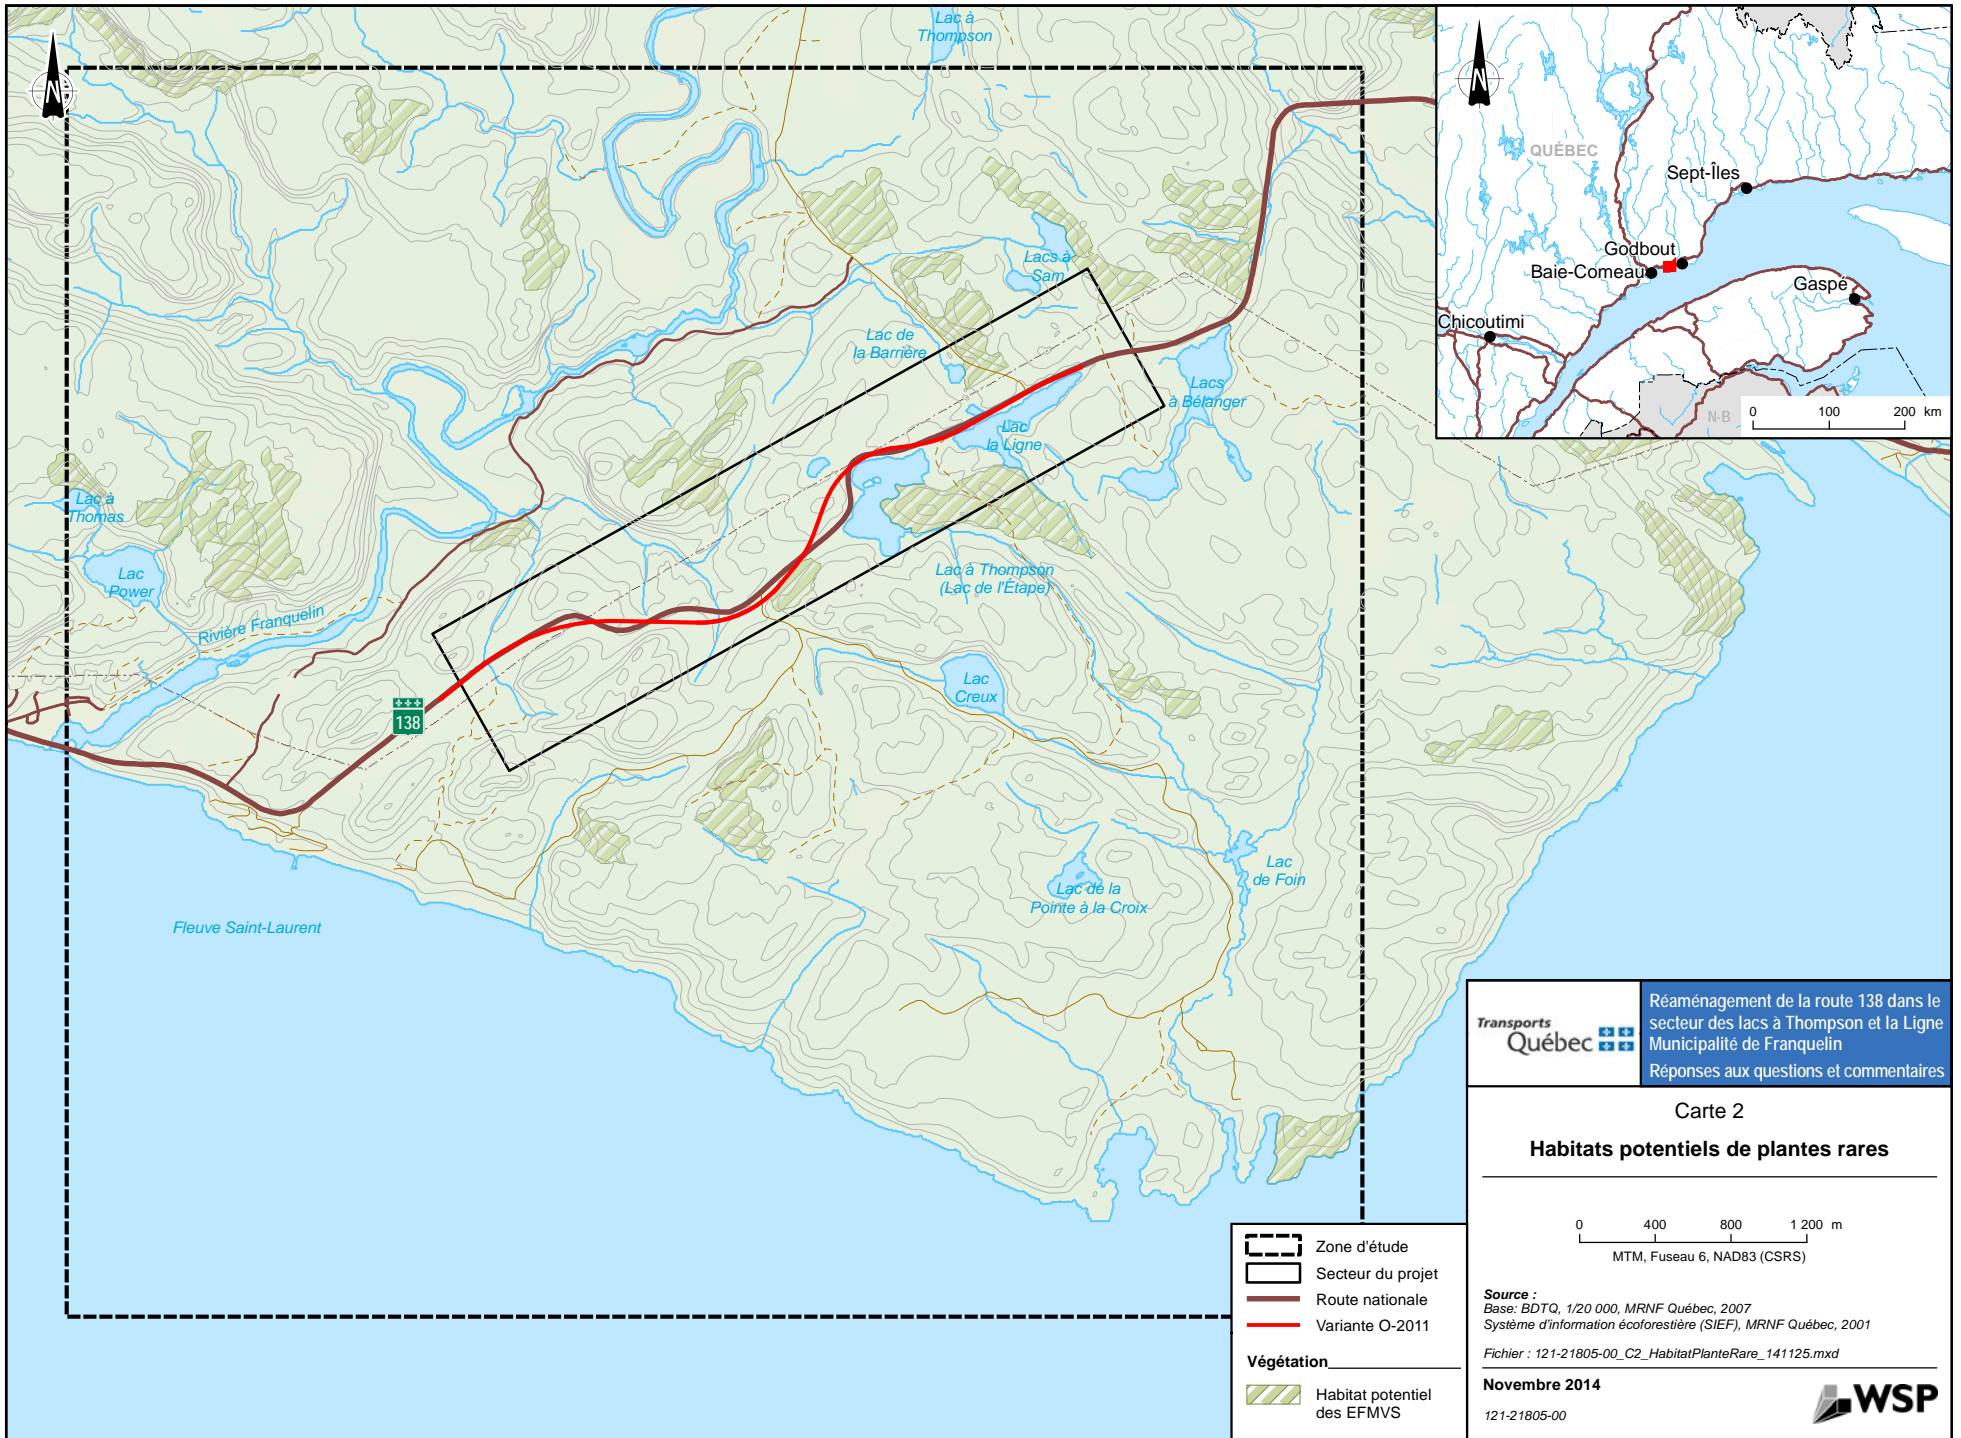 Lac à
Thompson
N
Lacs à
Sam
Lac de
la Barrière
Lacs
à Bélanger
Lac
la Ligne
Lac à
Thomas
Lac
Power
Rivière Franquelin
Lac à Thompson
(Lac de l'Étape)
Lac
Creux
138
Lac
de Foin
Lac de la
Pointe à la Croix
Fleuve Saint-Laurent
N
QUÉBEC
Sept-Îles
Godbout
Baie-Comeau
Gaspé
Chicoutimi
N-B
0 100 200 km
Zone d'étude
Secteur du projet
Route nationale
Variante O-2011
Végétation
Habitat potentiel
des EFMVS
Transports
Québec
Réaménagement de la route 138 dans le
secteur des lacs à Thompson et la Ligne
Municipalité de Franquelin
Réponses aux questions et commentaires
Carte 2
Habitats potentiels de plantes rares
0 400 800 1 200 m
MTM, Fuseau 6, NAD83 (CSRS)
Source :
Base: BDTQ, 1/20 000, MRNF Québec, 2007
Système d'information écoforestière (SIEF), MRNF Québec, 2001
Fichier : 121-21805-00_C2_HabitatPlanteRare_141125.mxd
Novembre 2014
121-21805-00
WSP